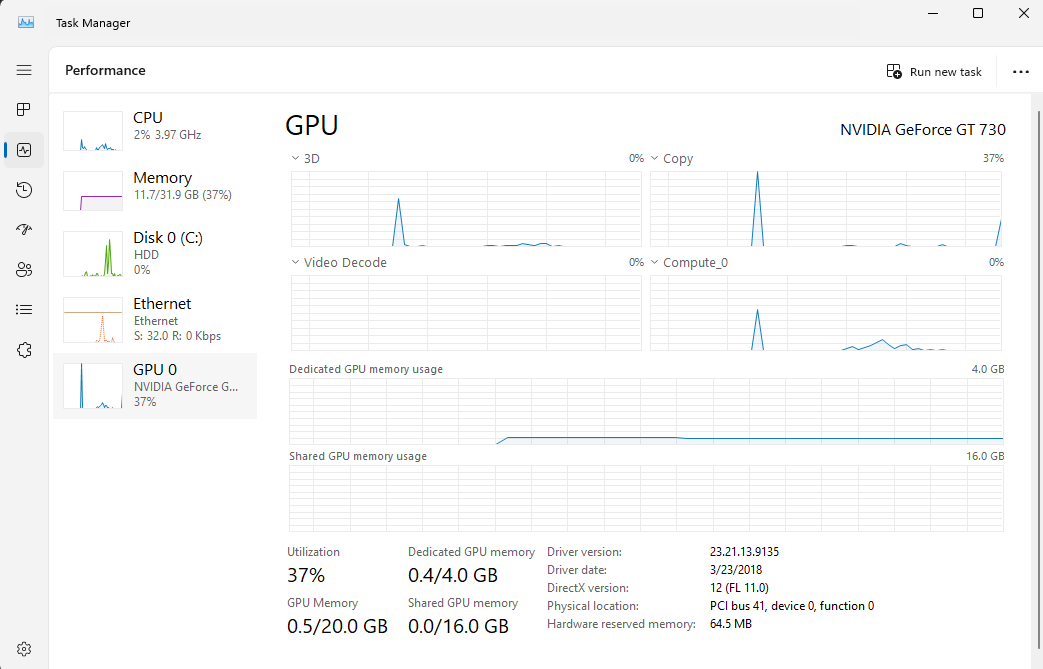 Task Manager
Performance
Run new task
CPU
2% 3.97 GHz
Memory
11.7/31.9 GB (37%)
Disk 0 (C:)
HDD
0%
Ethernet
Ethernet
S: 32.0 R: 0 Kbps
GPU 0
NVIDIA GeForce G...
37%
GPU
NVIDIA GeForce GT 730
3D 0%
Copy 37%
Video Decode 0%
Compute_0 0%
Dedicated GPU memory usage 4.0 GB
Shared GPU memory usage 16.0 GB
Utilization
37%
Dedicated GPU memory
0.4/4.0 GB
GPU Memory
0.5/20.0 GB
Shared GPU memory
0.0/16.0 GB
Driver version: 23.21.13.9135
Driver date: 3/23/2018
DirectX version: 12 (FL 11.0)
Physical location: PCI bus 41, device 0, function 0
Hardware reserved memory: 64.5 MB